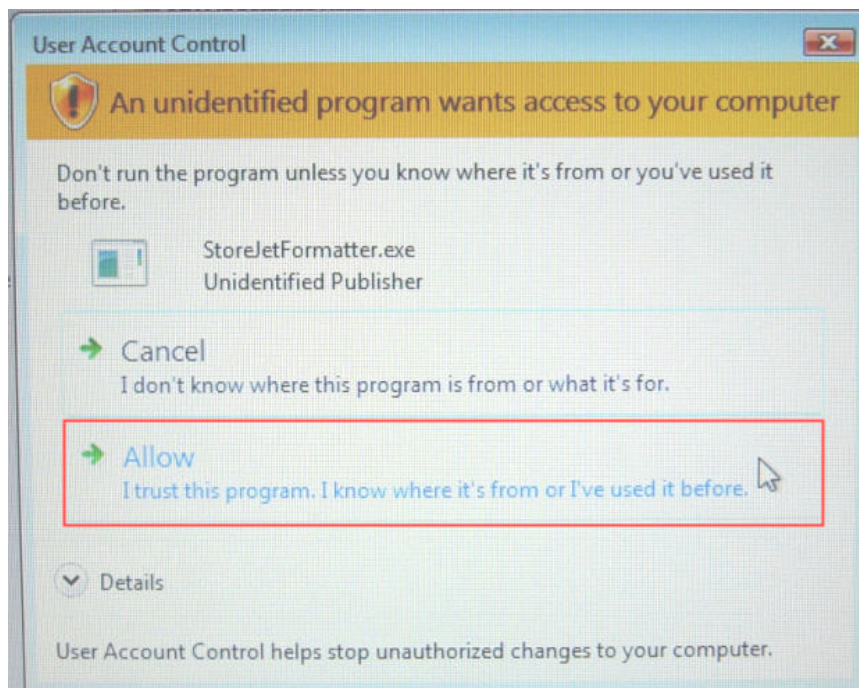 User Account Control
An unidentified program wants access to your computer
Don't run the program unless you know where it's from or you've used it
before.
StoreJetFormatter.exe
Unidentified Publisher
Cancel
I don't know where this program is from or what it's for.
Allow
I trust this program. I know where it's from or I've used it before.
Details
User Account Control helps stop unauthorized changes to your computer.